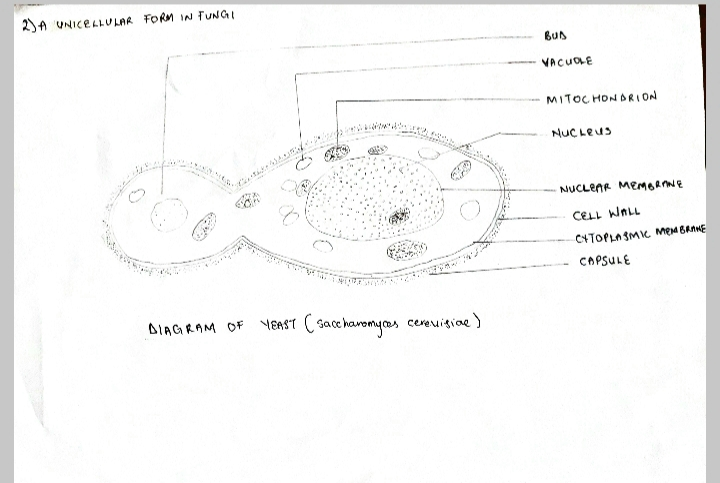 2) A UNICELLULAR FORM IN FUNGI
BUD
VACUOLE
MITOCHONDRION
NUCLEUS
NUCLEAR MEMBRANE
CELL WALL
CYTOPLASMIC MEMBRANE
CAPSULE
DIAGRAM OF YEAST (Saccharomyces cerevisiae)